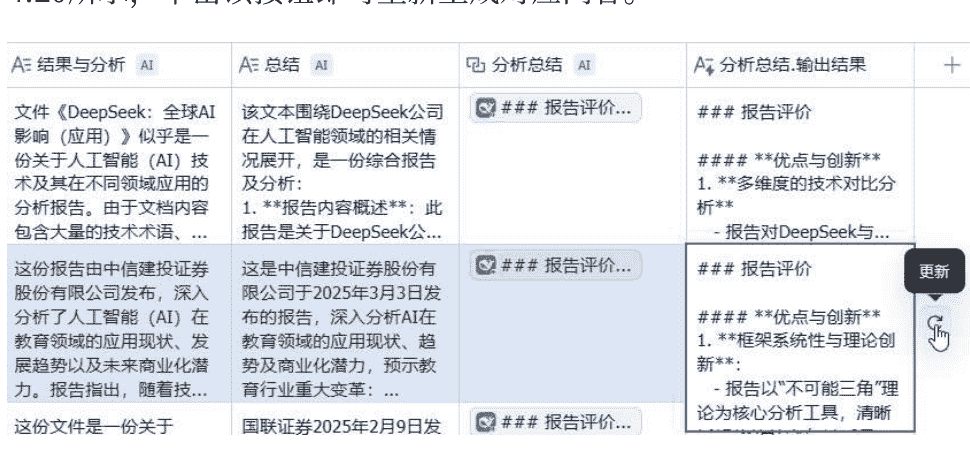 结果与分析 AI
总结 AI
分析总结 AI
分析总结.输出结果
文件《DeepSeek：全球AI
影响（应用）》似乎是一
份关于人工智能（AI）技
术及其在不同领域应用的
分析报告。由于文档内容
包含大量的技术术语、...
该文本围绕DeepSeek公司
在人工智能领域的相关情
况展开，是一份综合报告
及分析：
1. **报告内容概述**：此
报告是关于DeepSeek公...
### 报告评价...
### 报告评价
#### **优点与创新**
1. **多维度的技术对比分
析**
- 报告对DeepSeek与...
这份报告由中信建投证券
股份有限公司发布，深入
分析了人工智能（AI）在
教育领域的应用现状、发
展趋势以及未来商业化潜
力。报告指出，随着技...
这是中信建投证券股份有
限公司于2025年3月3日发
布的报告，深入分析AI在
教育领域的应用现状、趋
势及商业化潜力，预示教
育行业重大变革：...
### 报告评价...
### 报告评价
#### **优点与创新**
1. **框架系统性与理论创
新**：
- 报告以“不可能三角”理
论为核心分析工具，清晰
更新
这份文件是一份关于
国联证券2025年2月9日发
### 报告评价...